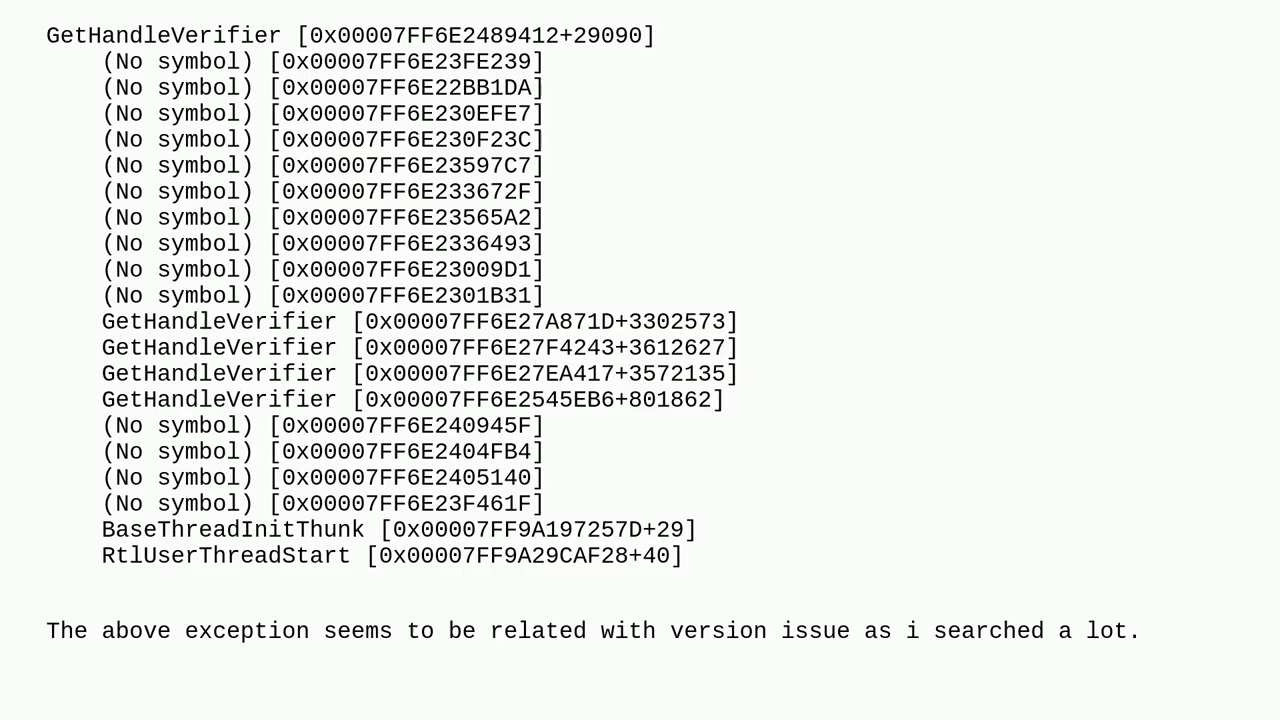 GetHandleVerifier [0x00007FF6E2489412+29090]
(No symbol) [0x00007FF6E23FE239]
(No symbol) [0x00007FF6E22BB1DA]
(No symbol) [0x00007FF6E230EFE7]
(No symbol) [0x00007FF6E230F23C]
(No symbol) [0x00007FF6E23597C7]
(No symbol) [0x00007FF6E233672F]
(No symbol) [0x00007FF6E23565A2]
(No symbol) [0x00007FF6E2336493]
(No symbol) [0x00007FF6E23009D1]
(No symbol) [0x00007FF6E2301B31]
GetHandleVerifier [0x00007FF6E27A871D+3302573]
GetHandleVerifier [0x00007FF6E27F4243+3612627]
GetHandleVerifier [0x00007FF6E27EA417+3572135]
GetHandleVerifier [0x00007FF6E2545EB6+801862]
(No symbol) [0x00007FF6E240945F]
(No symbol) [0x00007FF6E2404FB4]
(No symbol) [0x00007FF6E2405140]
(No symbol) [0x00007FF6E23F461F]
BaseThreadInitThunk [0x00007FF9A197257D+29]
RtlUserThreadStart [0x00007FF9A29CAF28+40]
The above exception seems to be related with version issue as i searched a lot.